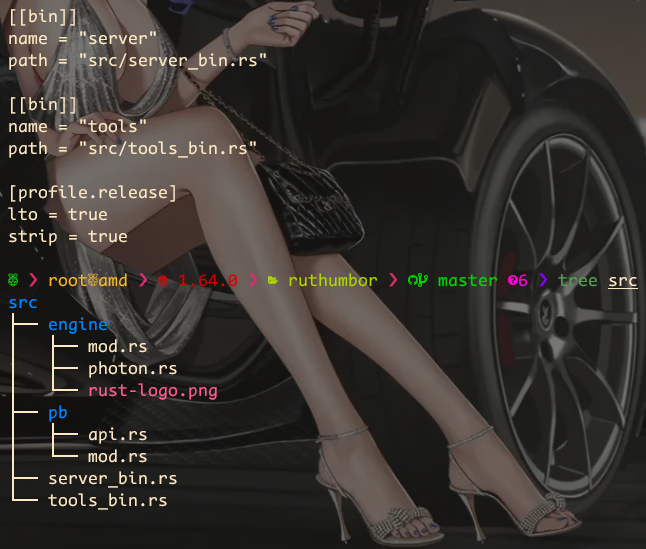 [[bin]]
name = "server"
path = "src/server_bin.rs"
[[bin]]
name = "tools"
path = "src/tools_bin.rs"
[profile.release]
lto = true
strip = true
❯ root amd ❯ 1.64.0 ❯ ruthumbor ❯ master 6 ❯ tree src
src
├── engine
│   ├── mod.rs
│   ├── photon.rs
│   └── rust-logo.png
├── pb
│   ├── api.rs
│   └── mod.rs
├── server_bin.rs
└── tools_bin.rs